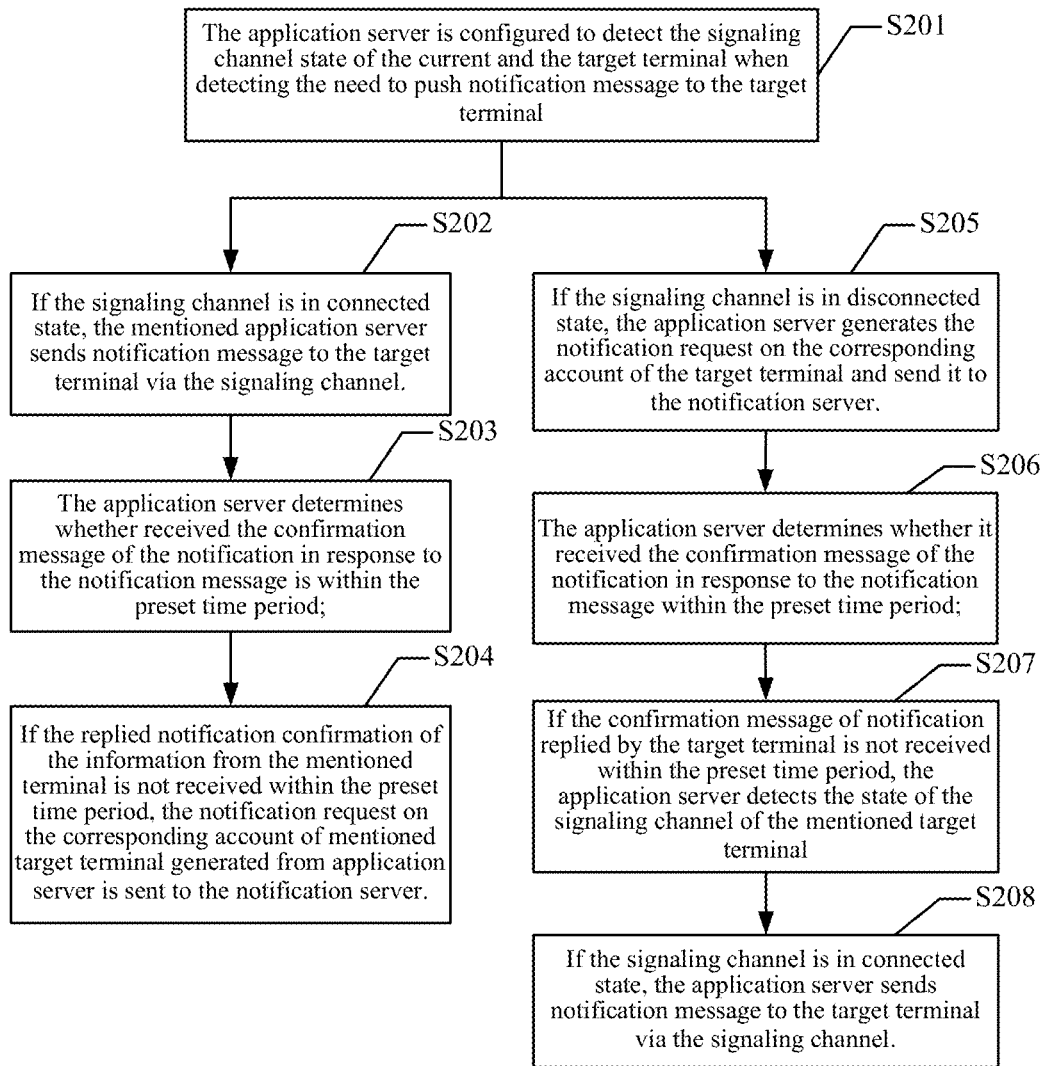 S201
The application server is configured to detect the signaling
channel state of the current and the target terminal when
detecting the need to push notification message to the target
terminal
S202
If the signaling channel is in connected
state, the mentioned application server
sends notification message to the target
terminal via the signaling channel.
S203
The application server determines
whether received the confirmation
message of the notification in response to
the notification message is within the
preset time period;
S204
If the replied notification confirmation of
the information from the mentioned
terminal is not received within the preset
time period, the notification request on
the corresponding account of mentioned
target terminal generated from application
server is sent to the notification server.
S205
If the signaling channel is in disconnected
state, the application server generates the
notification request on the corresponding
account of the target terminal and send it to
the notification server.
S206
The application server determines whether it
received the confirmation message of the
notification in response to the notification
message within the preset time period;
S207
If the confirmation message of notification
replied by the target terminal is not received
within the preset time period, the
application server detects the state of the
signaling channel of the mentioned target
terminal
S208
If the signaling channel is in connected
state, the application server sends
notification message to the target terminal
via the signaling channel.